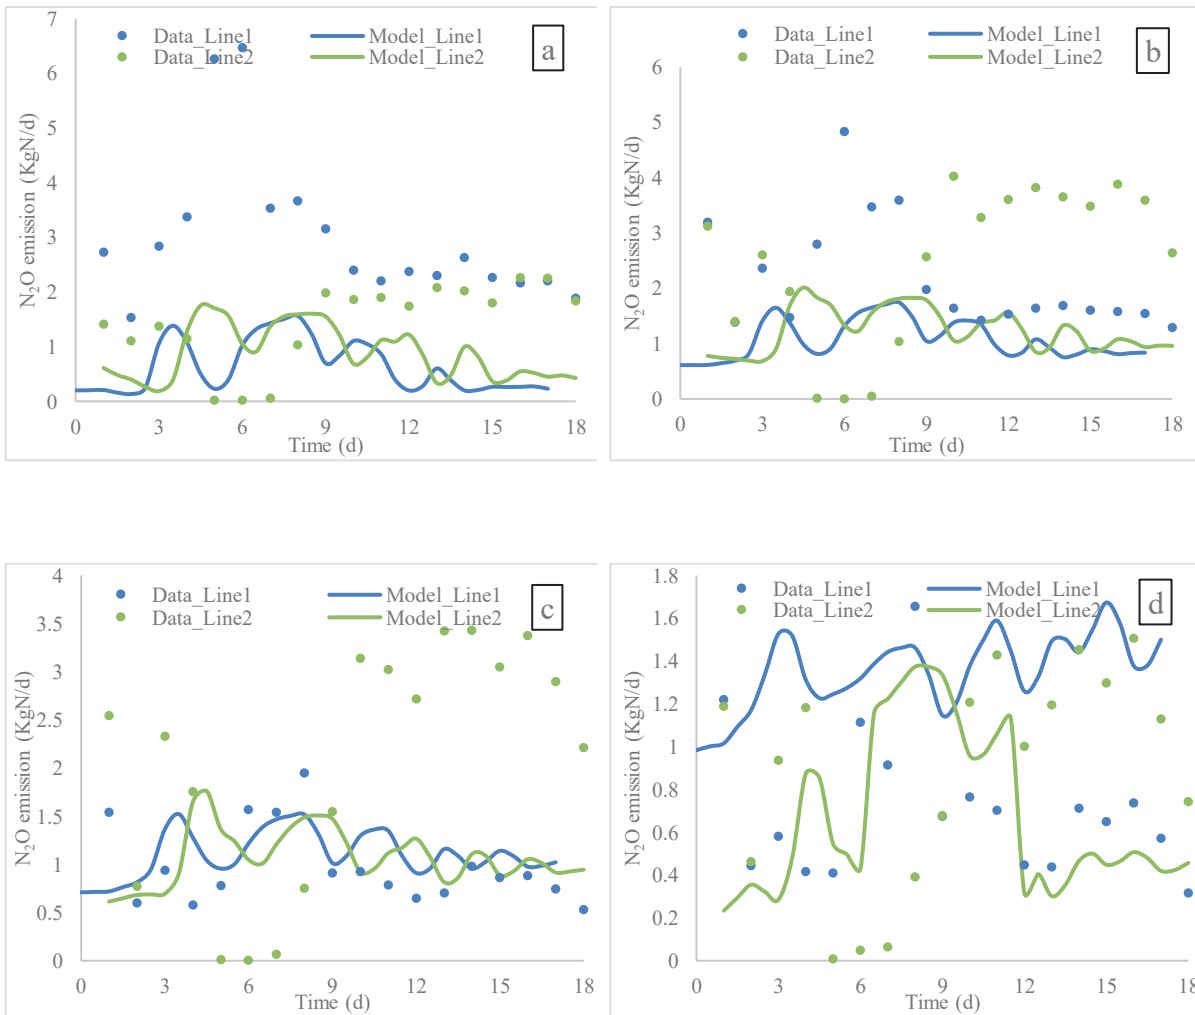 7
6
5
4
3
2
1
0
N₂O emission (KgN/d)
Data_Line1
Model_Line1
Data_Line2
Model_Line2
a
0 3 6 9 12 15 18
Time (d)
6
5
4
3
2
1
0
N₂O emission (KgN/d)
Data_Line1
Model_Line1
Data_Line2
Model_Line2
b
0 3 6 9 12 15 18
Time (d)
4
3.5
3
2.5
2
1.5
1
0.5
0
N₂O emission (KgN/d)
Data_Line1
Model_Line1
Data_Line2
Model_Line2
c
0 3 6 9 12 15 18
Time (d)
1.8
1.6
1.4
1.2
1
0.8
0.6
0.4
0.2
0
N₂O emission (KgN/d)
Data_Line1
Model_Line1
Data_Line2
Model_Line2
d
0 3 6 9 12 15 18
Time (d)